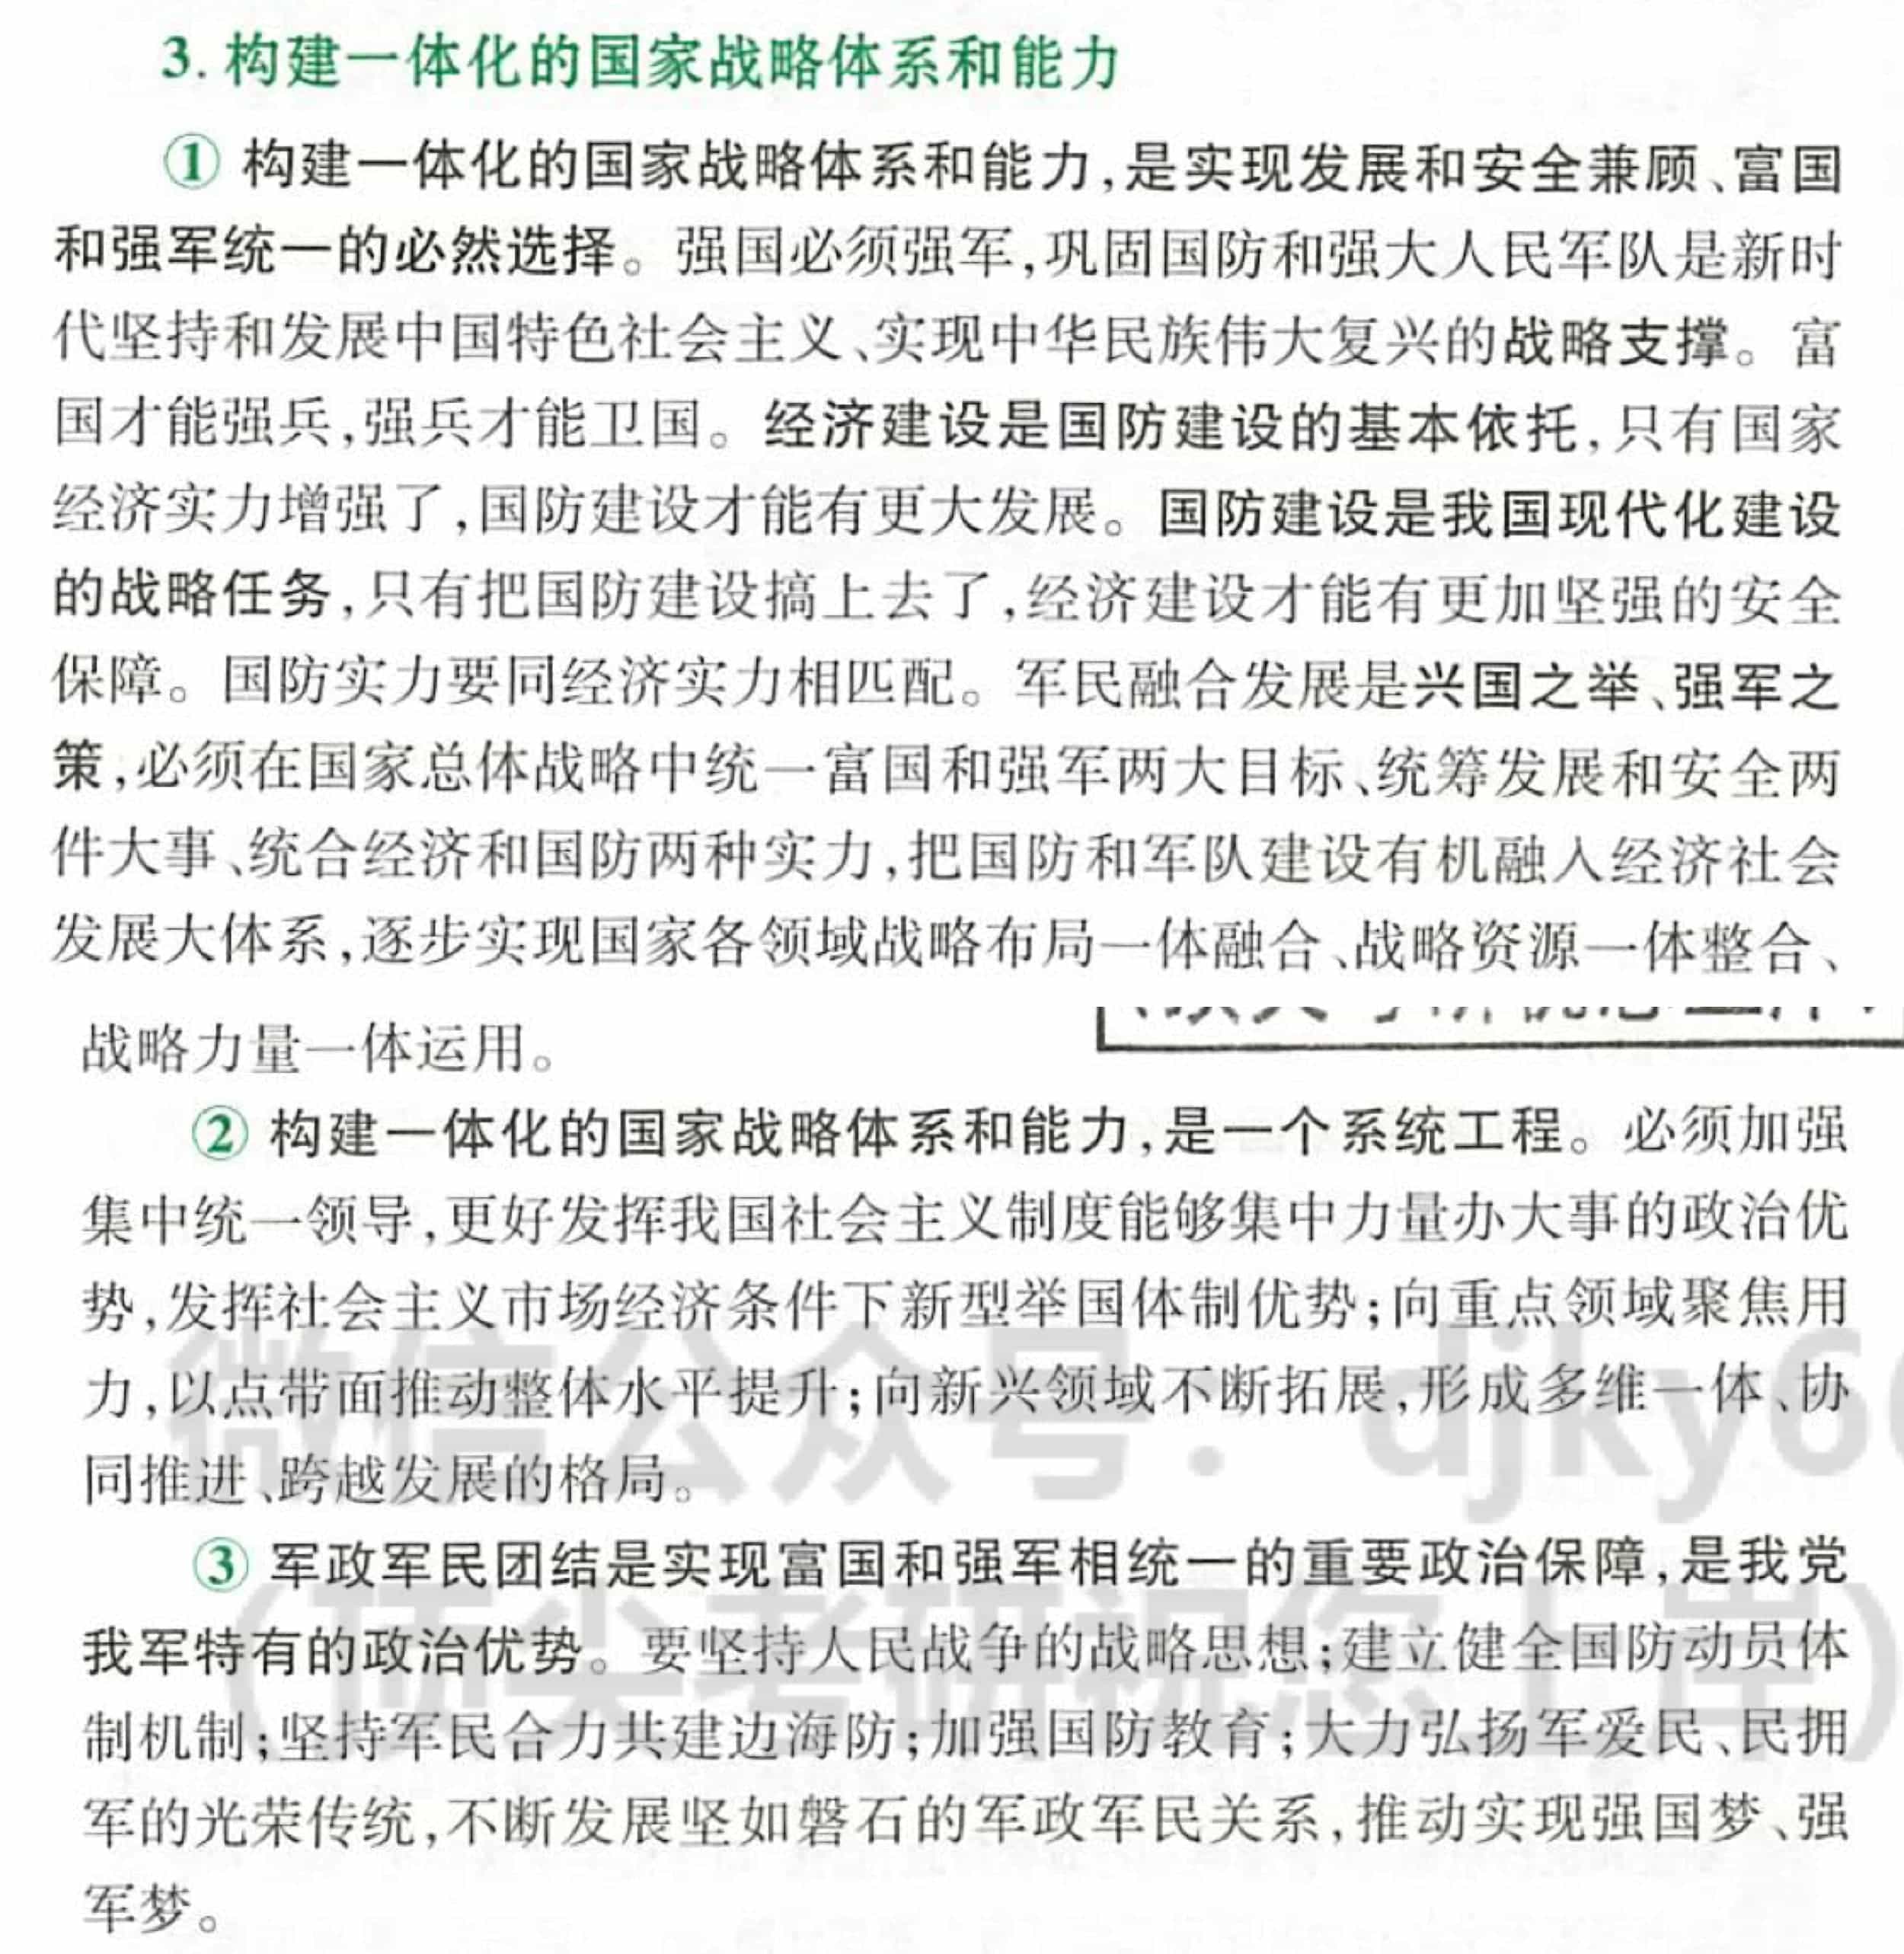 3. 构建一体化的国家战略体系和能力
① 构建一体化的国家战略体系和能力,是实现发展和安全兼顾、富国
和强军统一的必然选择。强国必须强军,巩固国防和强大人民军队是新时
代坚持和发展中国特色社会主义、实现中华民族伟大复兴的战略支撑。富
国才能强兵,强兵才能卫国。经济建设是国防建设的基本依托,只有国家
经济实力增强了,国防建设才能有更大发展。国防建设是我国现代化建设
的战略任务,只有把国防建设搞上去了,经济建设才能有更加坚强的安全
保障。国防实力要同经济实力相匹配。军民融合发展是兴国之举、强军之
策,必须在国家总体战略中统一富国和强军两大目标、统筹发展和安全两
件大事、统合经济和国防两种实力,把国防和军队建设有机融入经济社会
发展大体系,逐步实现国家各领域战略布局一体融合、战略资源一体整合、
战略力量一体运用。
② 构建一体化的国家战略体系和能力,是一个系统工程。必须加强
集中统一领导,更好发挥我国社会主义制度能够集中力量办大事的政治优
势,发挥社会主义市场经济条件下新型举国体制优势;向重点领域聚焦用
力,以点带面推动整体水平提升;向新兴领域不断拓展,形成多维一体、协
同推进、跨越发展的格局。
微信公众号: djky6
③ 军政军民团结是实现富国和强军相统一的重要政治保障,是我党
我军特有的政治优势。要坚持人民战争的战略思想;建立健全国防动员体
(顶尖考研祝您上岸)
制机制;坚持军民合力共建边海防;加强国防教育;大力弘扬军爱民、民拥
军的光荣传统,不断发展坚如磐石的军政军民关系,推动实现强国梦、强
军梦。